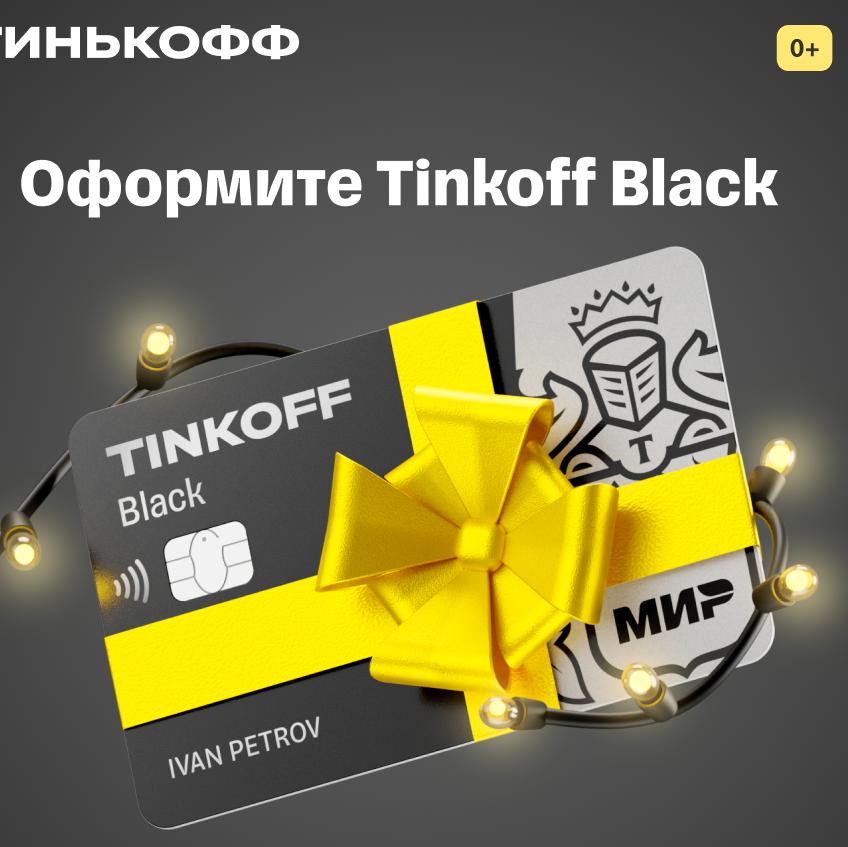 ТИНЬКОФФ
0+
Оформите Tinkoff Black
TINKOFF
Black
Т
МИР
IVAN PETROV